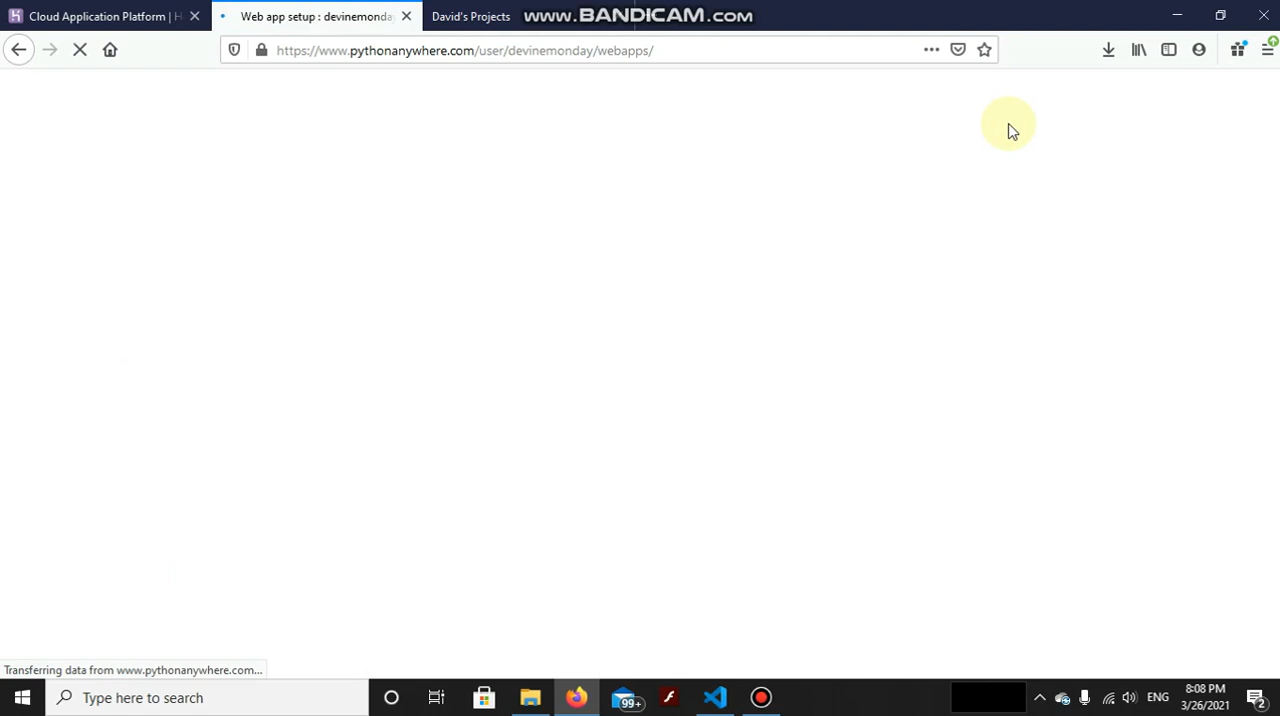 Cloud Application Platform | H
Web app setup : devinemonday
David's Projects
www.BANDICAM.com
https://www.pythonanywhere.com/user/devinemonday/webapps/
Transferring data from www.pythonanywhere.com...
Type here to search
99+
ENG
8:08 PM
3/26/2021
2